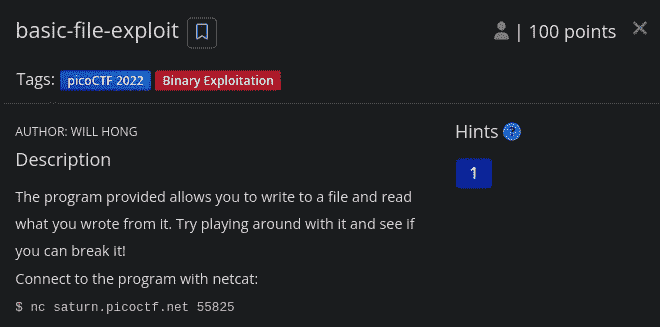 basic-file-exploit | 100 points
Tags: picoCTF 2022 Binary Exploitation
AUTHOR: WILL HONG
Hints ?
Description
1
The program provided allows you to write to a file and read
what you wrote from it. Try playing around with it and see if
you can break it!
Connect to the program with netcat:
$ nc saturn.picoctf.net 55825